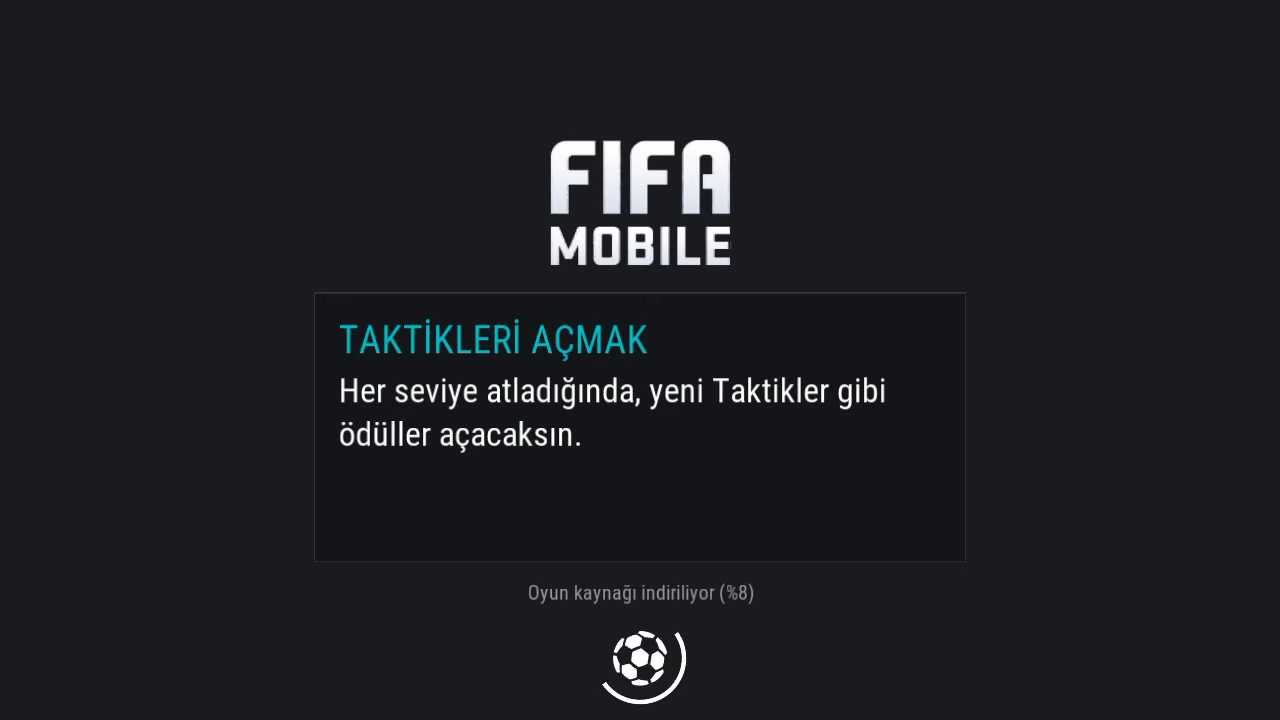 FIFA
MOBILE
TAKTİKLERİ AÇMAK
Her seviye atladığında, yeni Taktikler gibi
ödüller açacaksın.
Oyun kaynağı indiriliyor (%8)